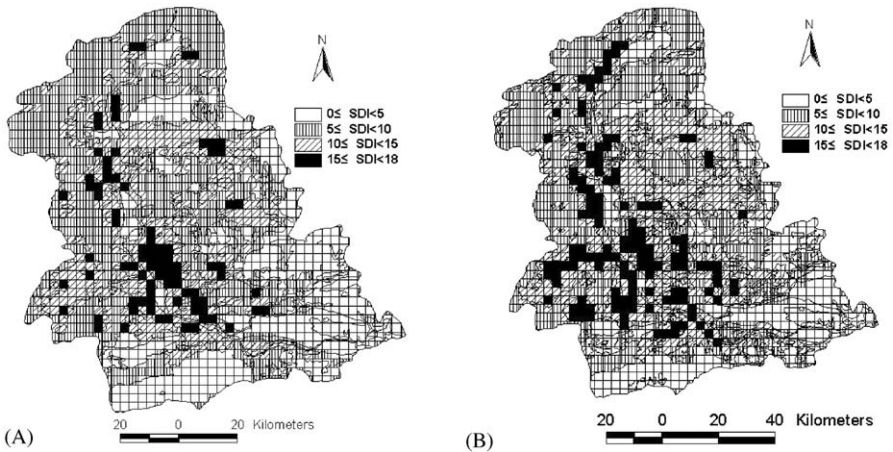 N
0≤ SDI<5
5≤ SDI<10
10≤ SDI<15
15≤ SDI<18
20 0 20 Kilometers
(A)
N
0≤ SDI<5
5≤ SDI<10
10≤ SDI<15
15≤ SDI<18
20 0 20 40 Kilometers
(B)